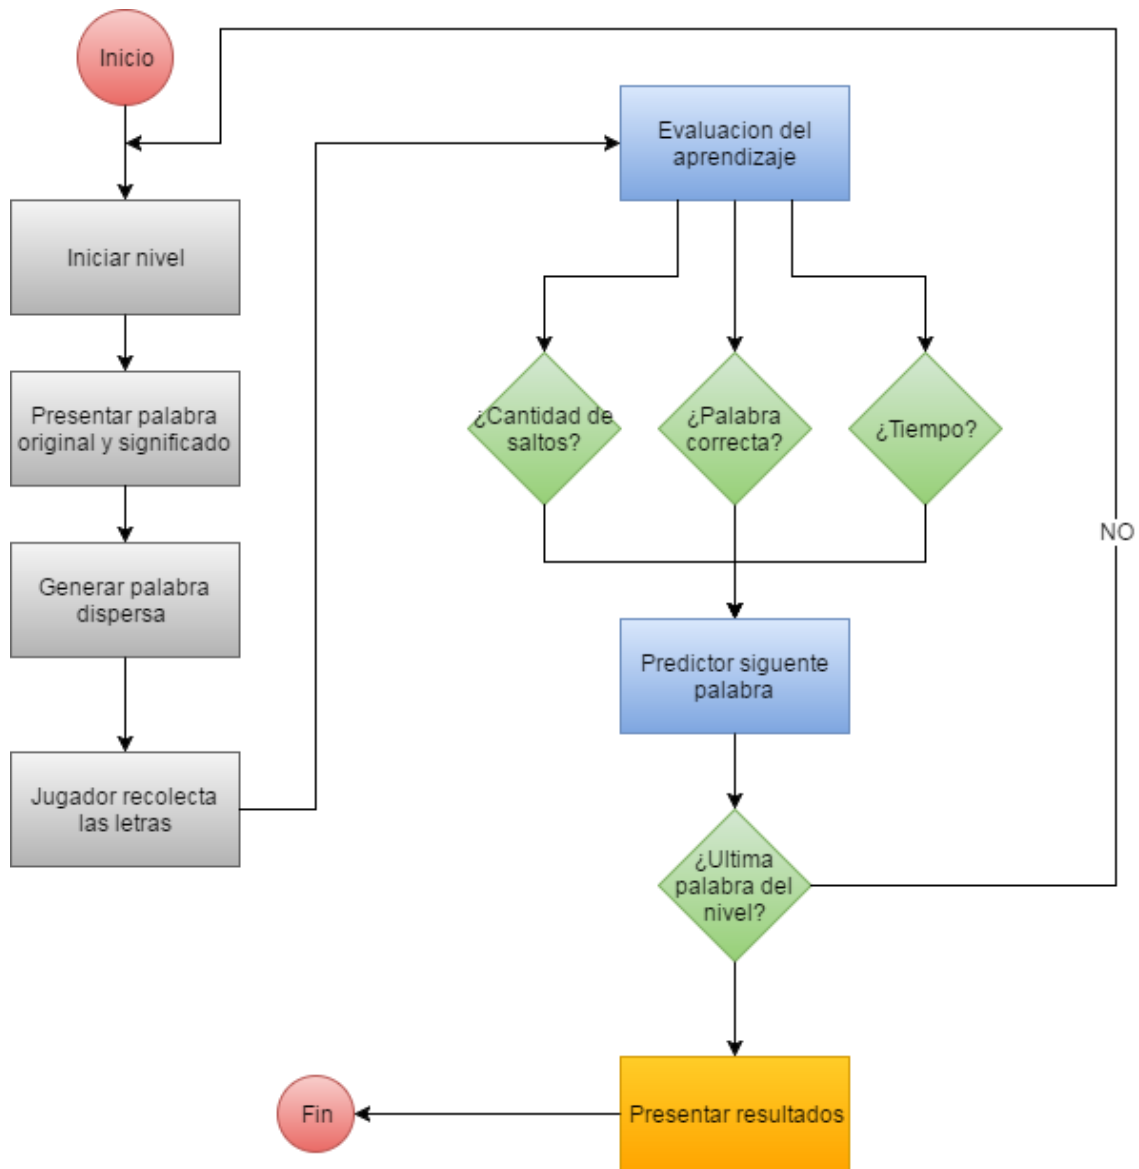 Inicio
Iniciar nivel
Presentar palabra
original y significado
Generar palabra
dispersa
Jugador recolecta
las letras
Evaluacion del
aprendizaje
¿Cantidad de
saltos?
¿Palabra
correcta?
¿Tiempo?
Predictor siguente
palabra
¿Ultima
palabra del
nivel?
NO
Presentar resultados
Fin